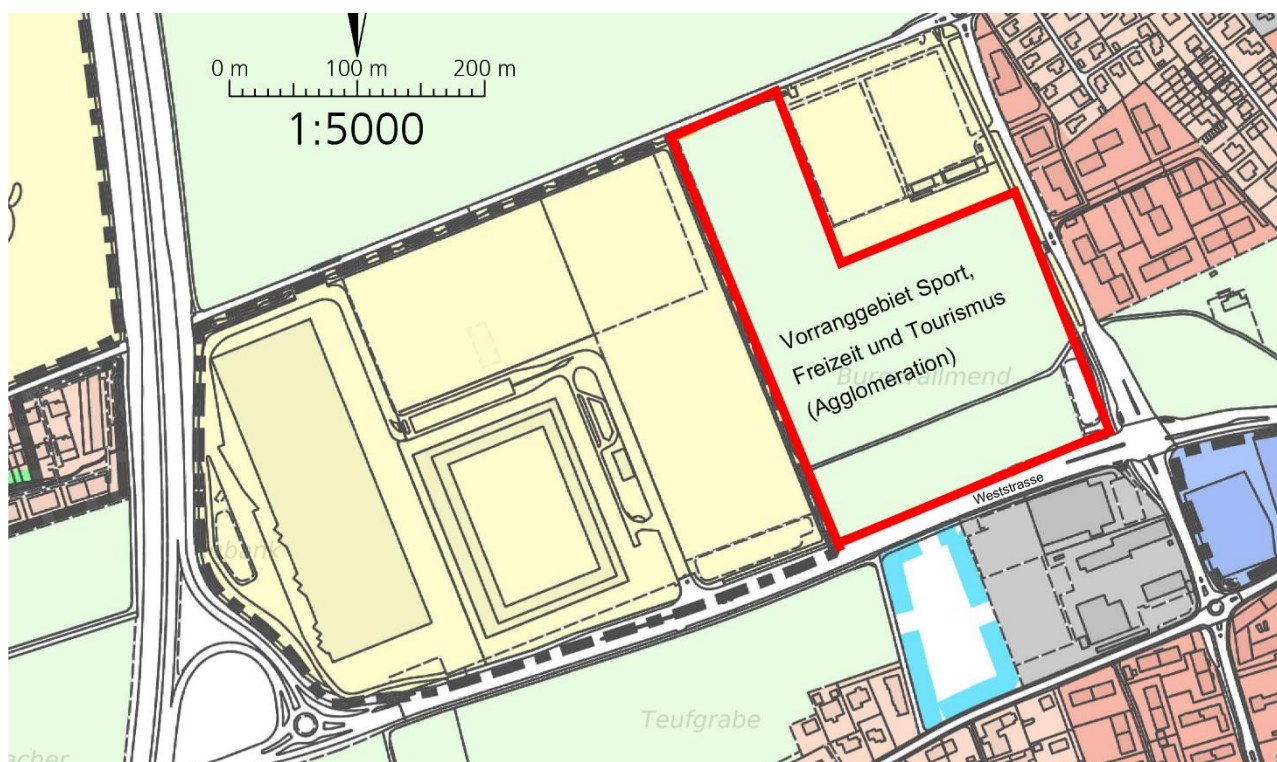 0 m 100 m 200 m
1:5000
Vorranggebiet Sport,
Freizeit und Tourismus
(Agglomeration)
Weststrasse
Teufgrabe